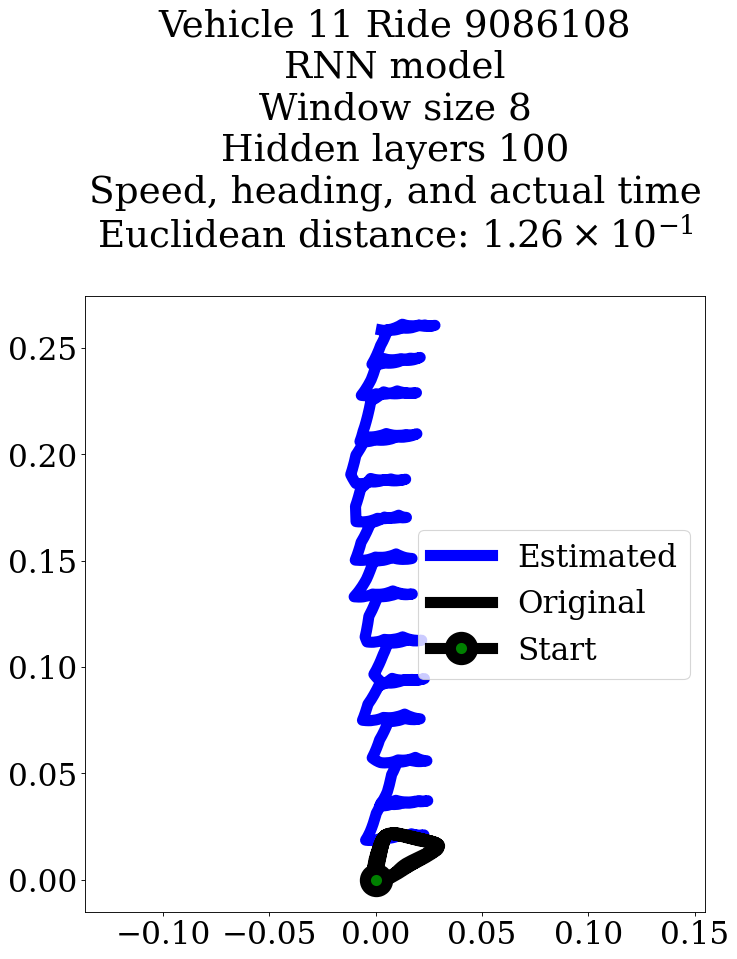 Vehicle 11 Ride 9086108
RNN model
Window size 8
Hidden layers 100
Speed, heading, and actual time
Euclidean distance: 1.26 × 10⁻¹
0.25
0.20
0.15
0.10
0.05
0.00
Estimated
Original
Start
−0.10 −0.05 0.00 0.05 0.10 0.15